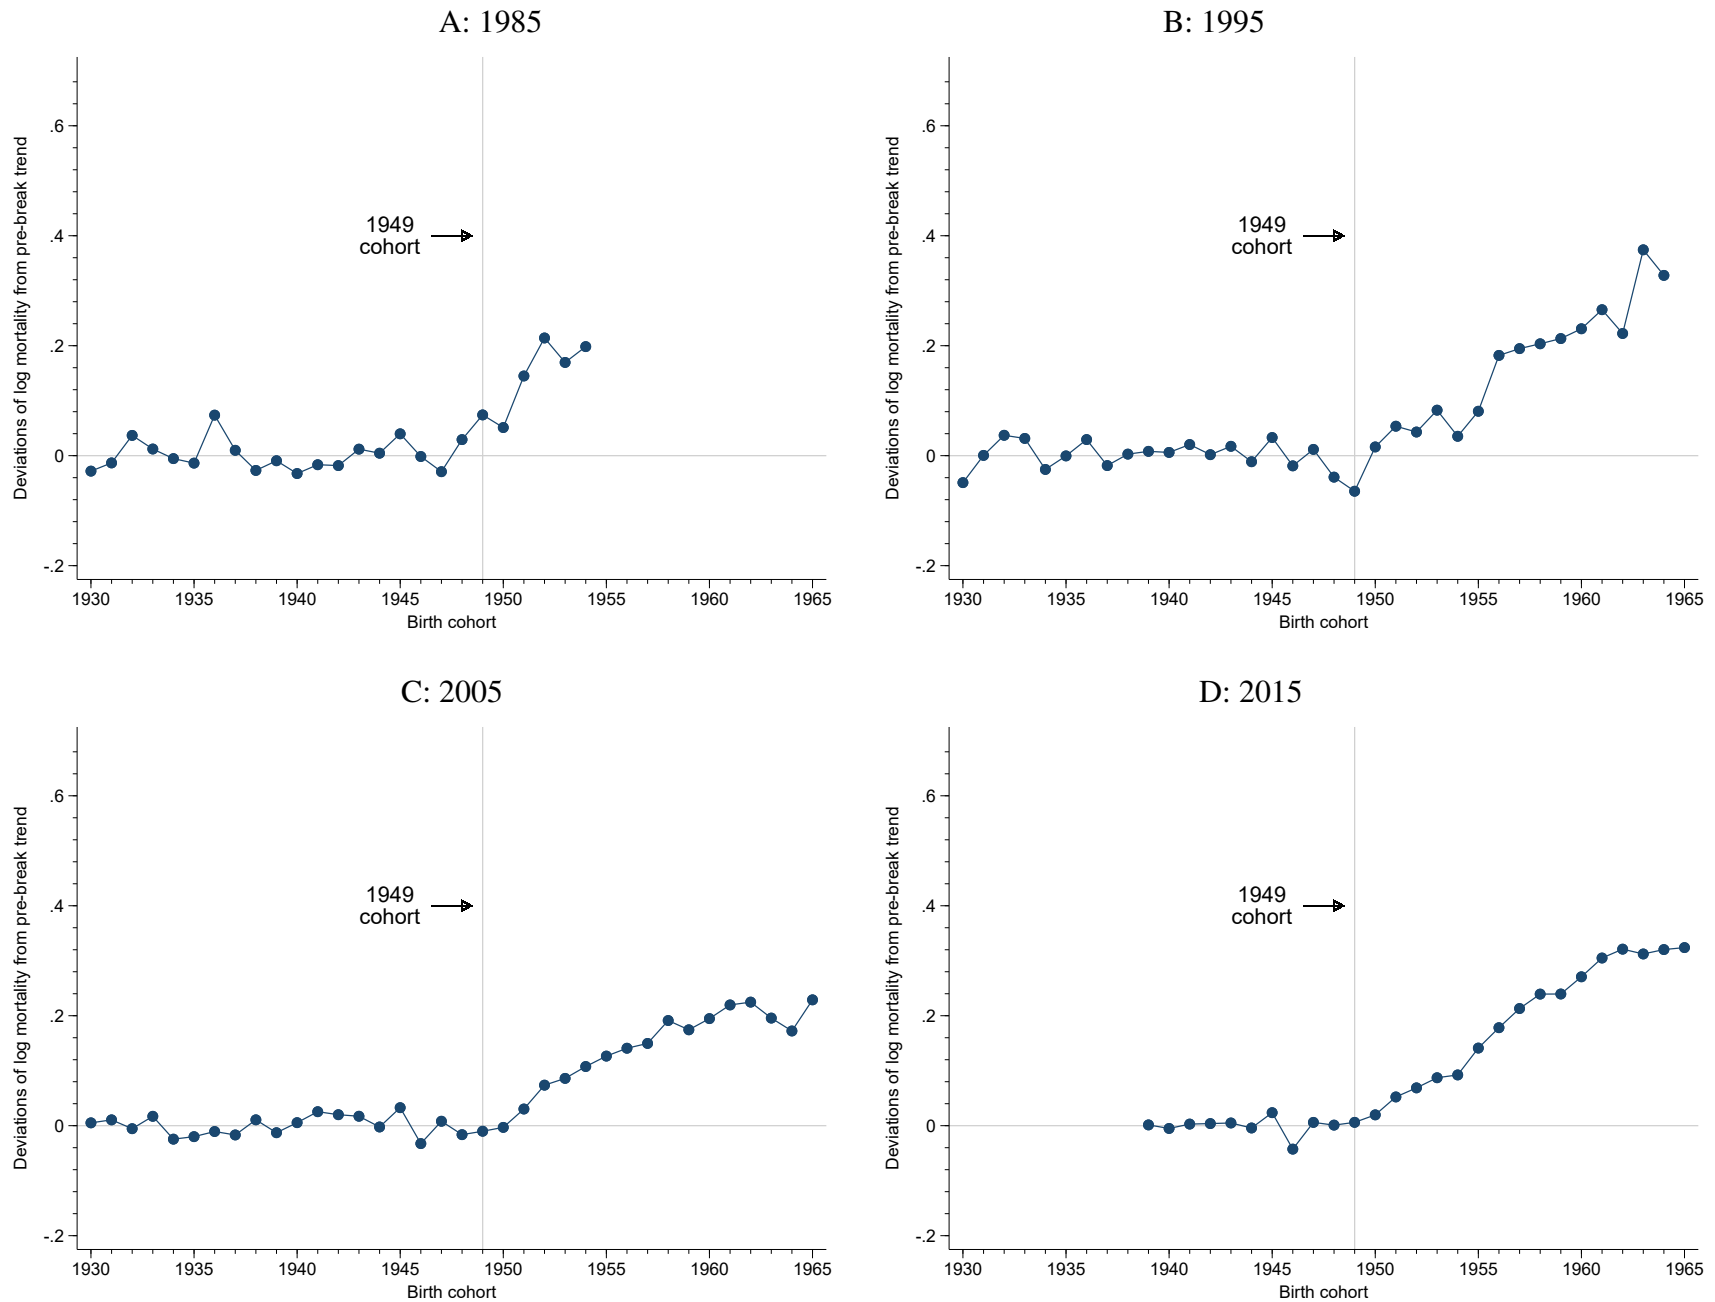 A: 1985
Deviations of log mortality from pre-break trend
.6
.4
.2
0
-.2
1949
cohort
1930 1935 1940 1945 1950 1955 1960 1965
Birth cohort
B: 1995
Deviations of log mortality from pre-break trend
.6
.4
.2
0
-.2
1949
cohort
1930 1935 1940 1945 1950 1955 1960 1965
Birth cohort
C: 2005
Deviations of log mortality from pre-break trend
.6
.4
.2
0
-.2
1949
cohort
1930 1935 1940 1945 1950 1955 1960 1965
Birth cohort
D: 2015
Deviations of log mortality from pre-break trend
.6
.4
.2
0
-.2
1949
cohort
1930 1935 1940 1945 1950 1955 1960 1965
Birth cohort